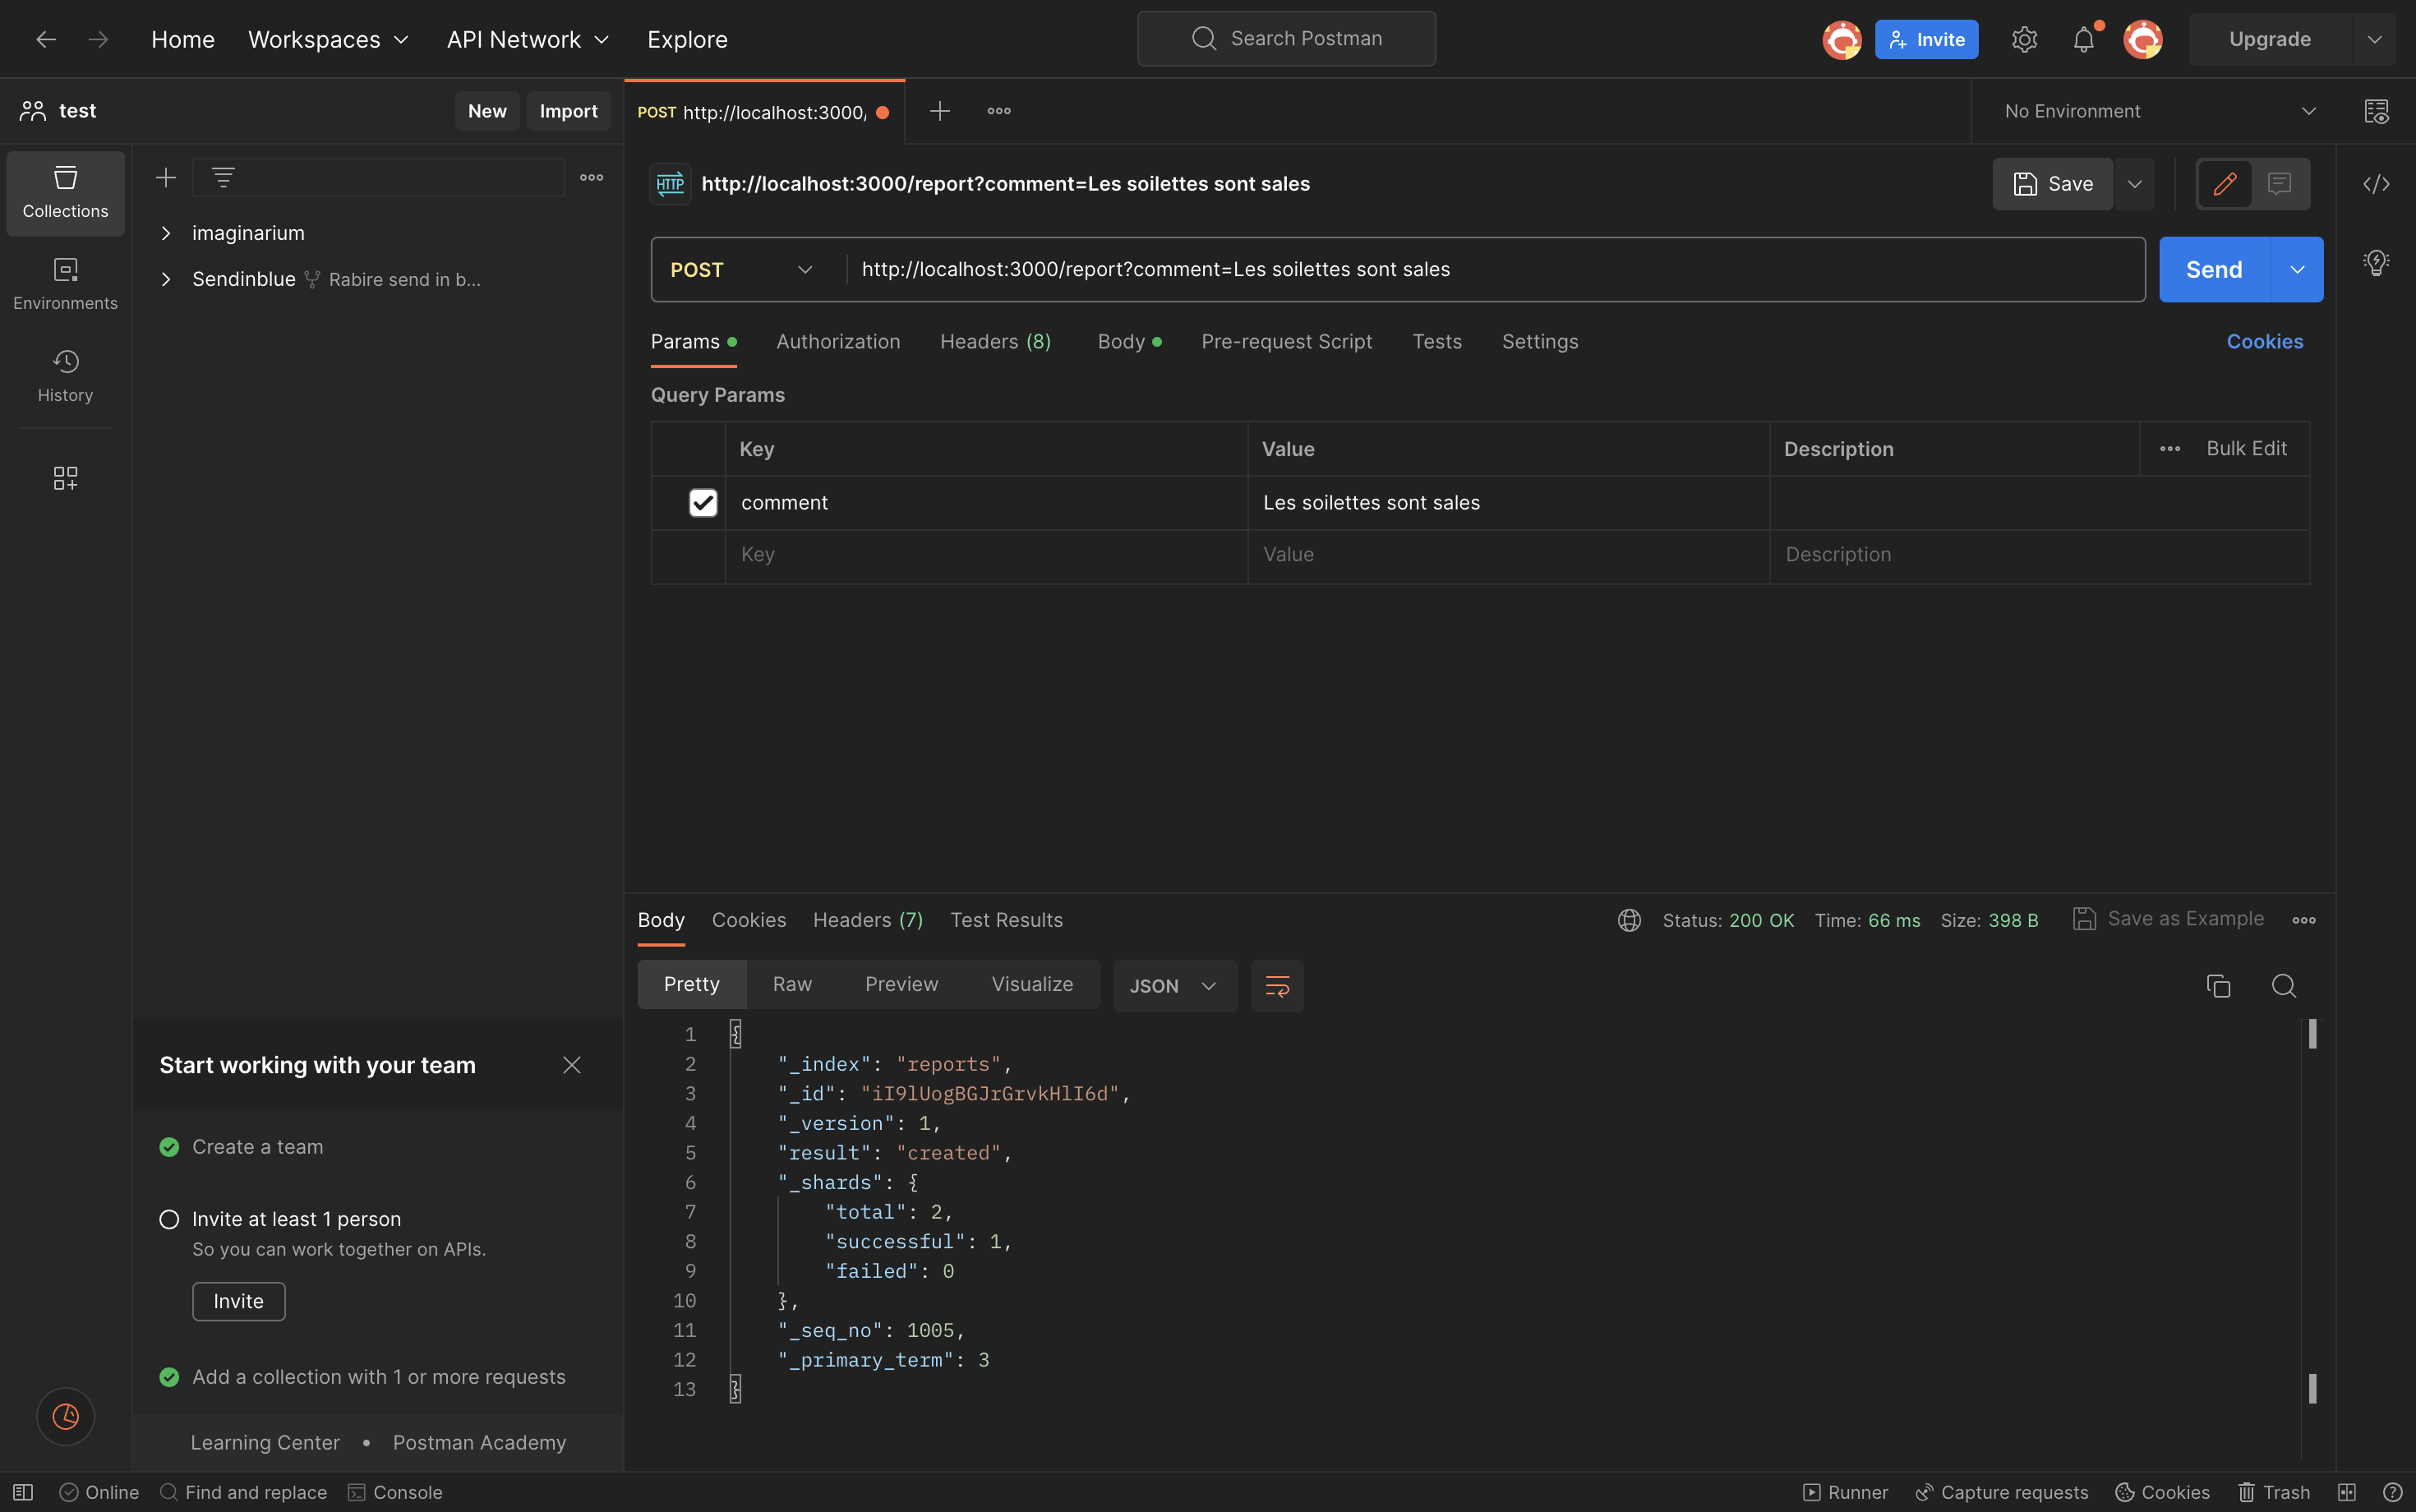 Home Workspaces API Network Explore Search Postman Invite Upgrade
test New Import POST http://localhost:3000, No Environment
Collections
Environments
History
imaginarium
Sendinblue Rabire send in b...
HTTP http://localhost:3000/report?comment=Les soilettes sont sales Save
POST http://localhost:3000/report?comment=Les soilettes sont sales Send
Params Authorization Headers (8) Body Pre-request Script Tests Settings Cookies
Query Params
Key Value Description Bulk Edit
comment Les soilettes sont sales
Key Value Description
Body Cookies Headers (7) Test Results Status: 200 OK Time: 66 ms Size: 398 B Save as Example
Pretty Raw Preview Visualize JSON
1 {
2 "_index": "reports",
3 "_id": "iI9lUogBGJrGrvkHlI6d",
4 "_version": 1,
5 "result": "created",
6 "_shards": {
7 "total": 2,
8 "successful": 1,
9 "failed": 0
10 },
11 "_seq_no": 1005,
12 "_primary_term": 3
13 }
Start working with your team
Create a team
Invite at least 1 person
So you can work together on APIs.
Invite
Add a collection with 1 or more requests
Learning Center • Postman Academy
Online Find and replace Console Runner Capture requests Cookies Trash